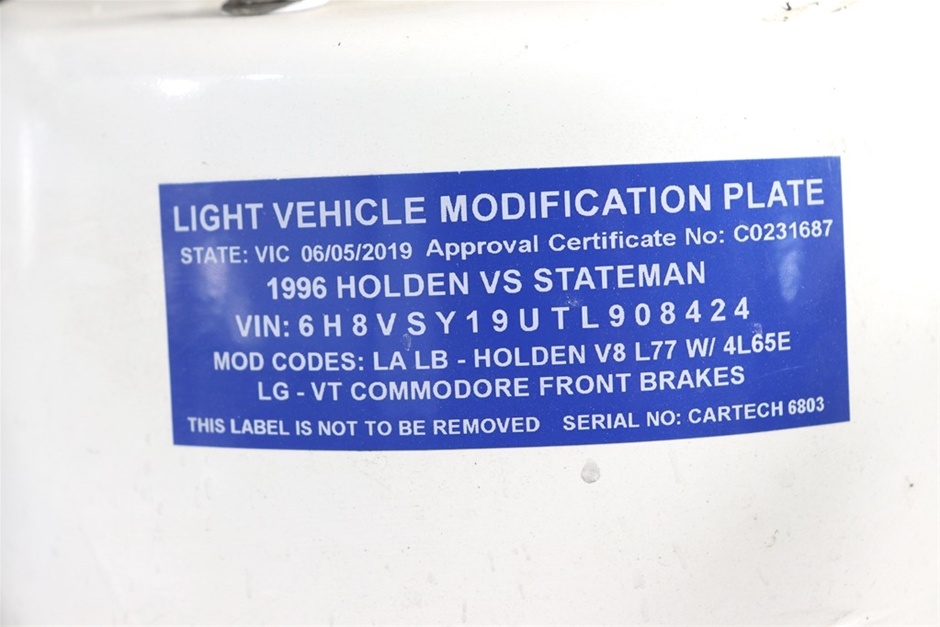 LIGHT VEHICLE MODIFICATION PLATE
STATE: VIC 06/05/2019 Approval Certificate No: C0231687
1996 HOLDEN VS STATEMAN
VIN: 6H8VSY19UTL908424
MOD CODES: LA LB - HOLDEN V8 L77 W/ 4L65E
LG - VT COMMODORE FRONT BRAKES
THIS LABEL IS NOT TO BE REMOVED SERIAL NO: CARTECH 6803